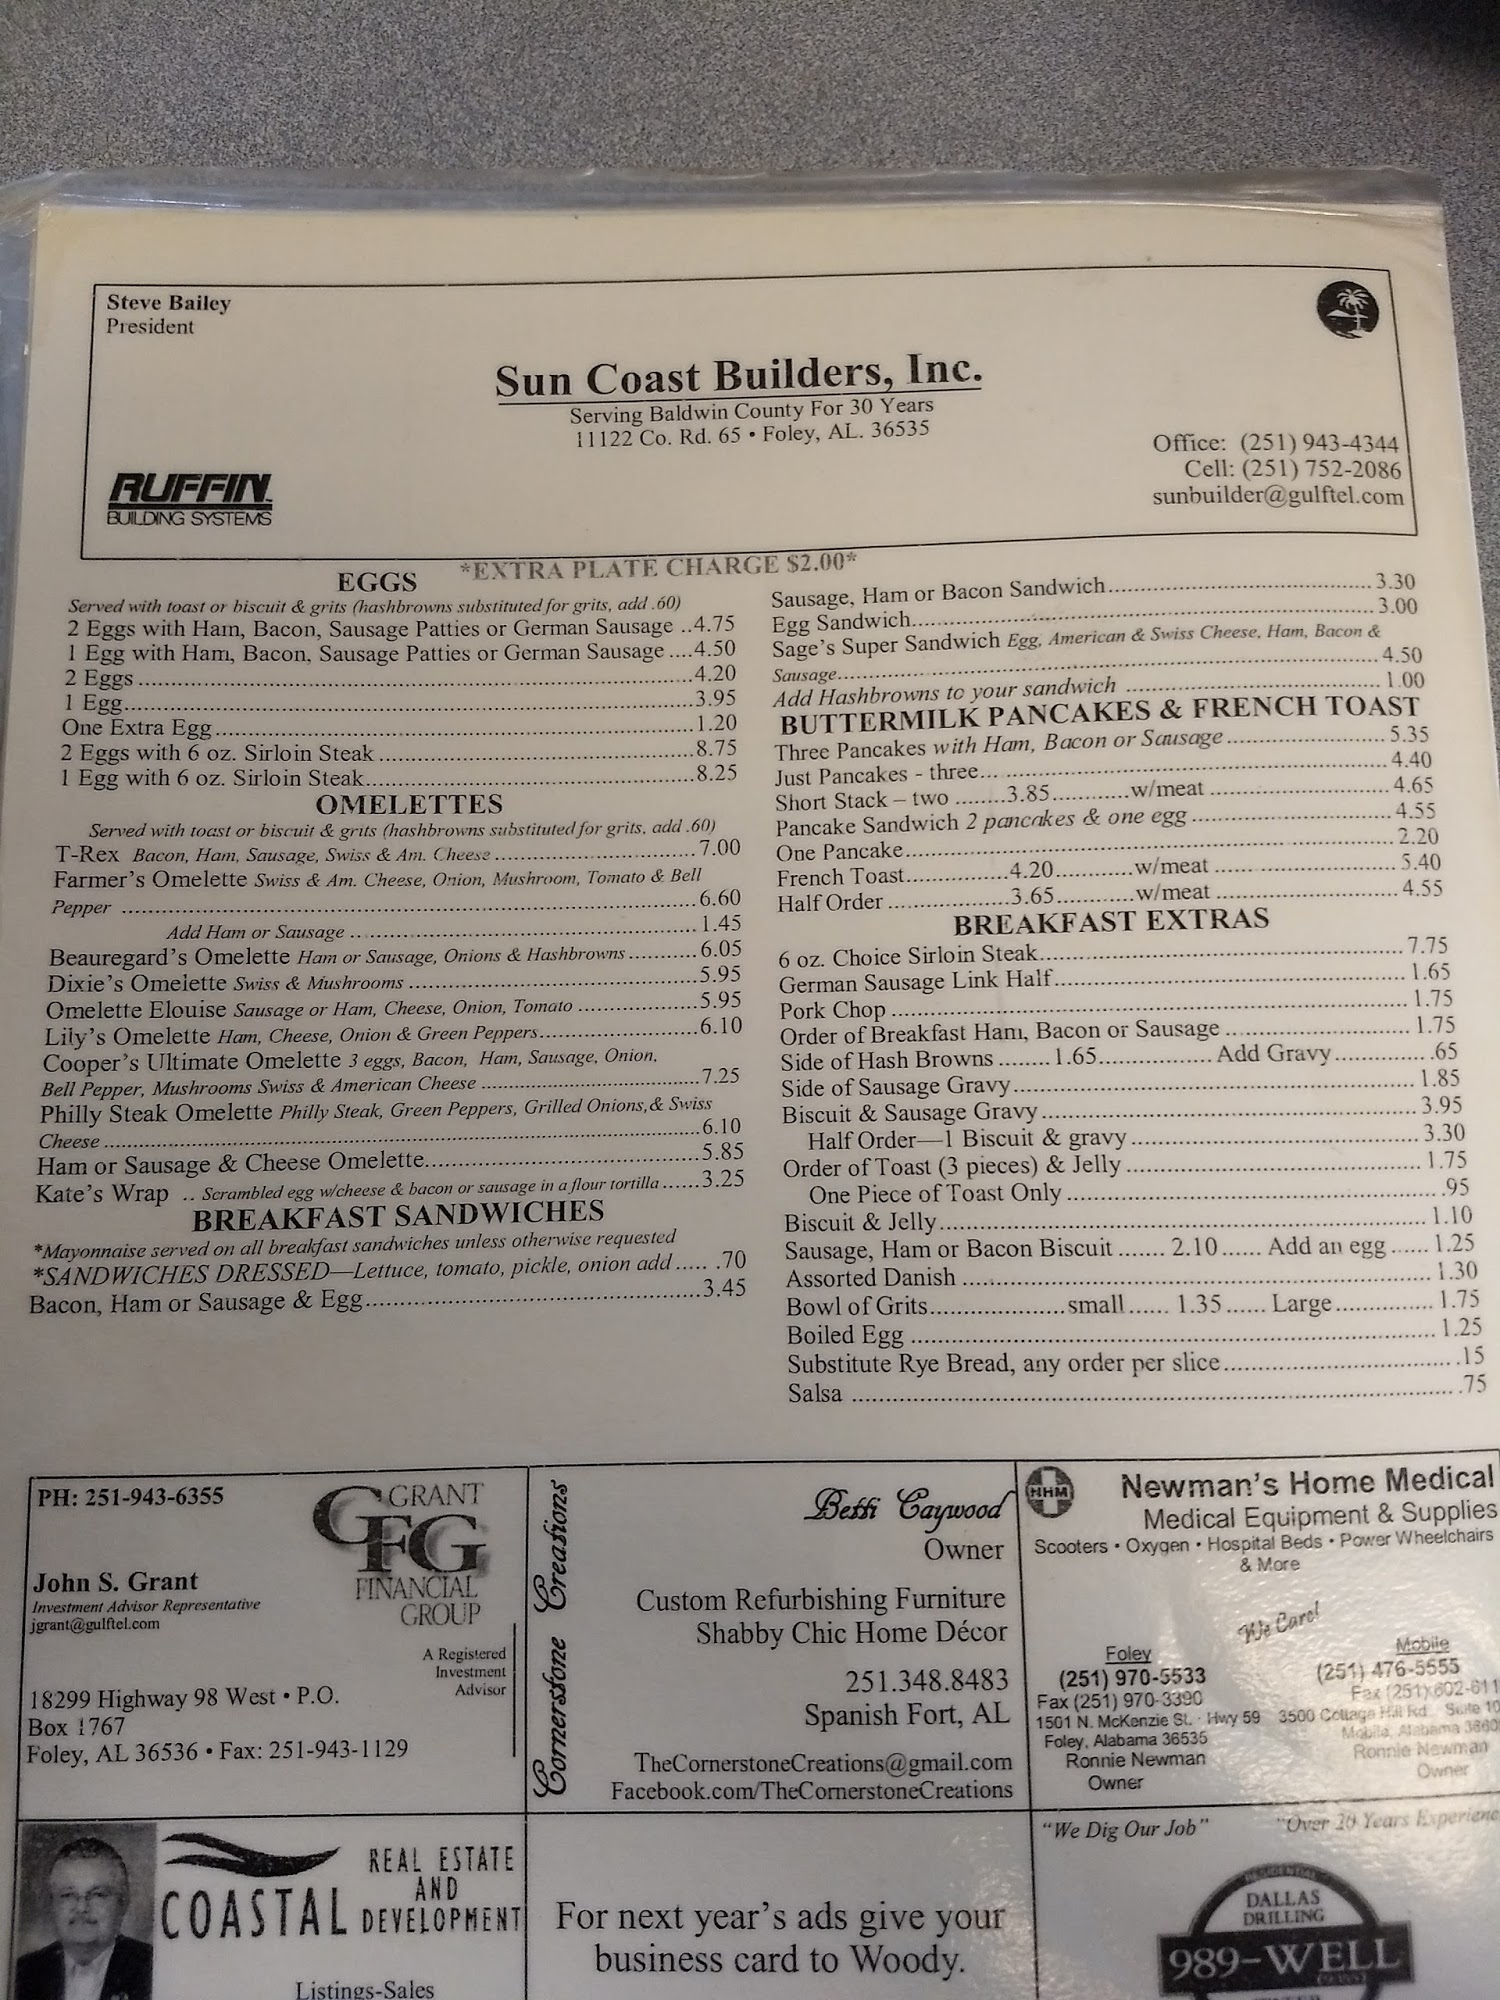 Steve Bailey
President
Sun Coast Builders, Inc.
Serving Baldwin County For 30 Years
11122 Co. Rd. 65 • Foley, AL. 36535
Office: (251) 943-4344
Cell: (251) 752-2086
sunbuilder@gulftel.com
RUFFIN
BUILDING SYSTEMS
*EXTRA PLATE CHARGE $2.00*
EGGS
Served with toast or biscuit & grits (hashbrowns substituted for grits, add .60)
2 Eggs with Ham, Bacon, Sausage Patties or German Sausage ..4.75
1 Egg with Ham, Bacon, Sausage Patties or German Sausage ....4.50
2 Eggs ........ 4.20
1 Egg ........ 3.95
One Extra Egg ........ 1.20
2 Eggs with 6 oz. Sirloin Steak ........ 8.75
1 Egg with 6 oz. Sirloin Steak ........ 8.25
OMELETTES
Served with toast or biscuit & grits (hashbrowns substituted for grits, add .60)
T-Rex Bacon, Ham, Sausage, Swiss & Am. Cheese ........ 7.00
Farmer's Omelette Swiss & Am. Cheese, Onion, Mushroom, Tomato & Bell
Pepper ........ 6.60
Add Ham or Sausage ........ 1.45
Beauregard's Omelette Ham or Sausage, Onions & Hashbrowns ........ 6.05
Dixie's Omelette Swiss & Mushrooms ........ 5.95
Omelette Elouise Sausage or Ham, Cheese, Onion, Tomato ........ 5.95
Lily's Omelette Ham, Cheese, Onion & Green Peppers ........ 6.10
Cooper's Ultimate Omelette 3 eggs, Bacon, Ham, Sausage, Onion,
Bell Pepper, Mushrooms Swiss & American Cheese ........ 7.25
Philly Steak Omelette Philly Steak, Green Peppers, Grilled Onions,& Swiss
Cheese ........ 6.10
Ham or Sausage & Cheese Omelette ........ 5.85
Kate's Wrap .. Scrambled egg w/cheese & bacon or sausage in a flour tortilla ......3.25
BREAKFAST SANDWICHES
*Mayonnaise served on all breakfast sandwiches unless otherwise requested
*SANDWICHES DRESSED—Lettuce, tomato, pickle, onion add ..... .70
Bacon, Ham or Sausage & Egg ........ 3.45
Sausage, Ham or Bacon Sandwich ........ 3.30
Egg Sandwich ........ 3.00
Sage's Super Sandwich Egg, American & Swiss Cheese, Ham, Bacon &
Sausage ........ 4.50
Add Hashbrowns to your sandwich ........ 1.00
BUTTERMILK PANCAKES & FRENCH TOAST
Three Pancakes with Ham, Bacon or Sausage ........ 5.35
Just Pancakes - three ........ 4.40
Short Stack – two ........3.85............w/meat ........ 4.65
Pancake Sandwich 2 pancakes & one egg ........ 4.55
One Pancake ........ 2.20
French Toast ........ 4.20............w/meat ........ 5.40
Half Order ........ 3.65............w/meat ........ 4.55
BREAKFAST EXTRAS
6 oz. Choice Sirloin Steak ........ 7.75
German Sausage Link Half ........ 1.65
Pork Chop ........ 1.75
Order of Breakfast Ham, Bacon or Sausage ........ 1.75
Side of Hash Browns ........ 1.65 ........ Add Gravy ........ .65
Side of Sausage Gravy ........ 1.85
Biscuit & Sausage Gravy ........ 3.95
Half Order—1 Biscuit & gravy ........ 3.30
Order of Toast (3 pieces) & Jelly ........ 1.75
One Piece of Toast Only ........ .95
Biscuit & Jelly ........ 1.10
Sausage, Ham or Bacon Biscuit ....... 2.10...... Add an egg ...... 1.25
Assorted Danish ........ 1.30
Bowl of Grits ........ small ...... 1.35 ...... Large ........ 1.75
Boiled Egg ........ 1.25
Substitute Rye Bread, any order per slice ........ .15
Salsa ........ .75
PH: 251-943-6355
GFG
GRANT
FINANCIAL
GROUP
John S. Grant
Investment Advisor Representative
jgrant@gulftel.com
A Registered
Investment
Advisor
18299 Highway 98 West • P.O.
Box 1767
Foley, AL 36536 • Fax: 251-943-1129
Cornerstone Creations
Betti Caywood
Owner
Custom Refurbishing Furniture
Shabby Chic Home Décor
251.348.8483
Spanish Fort, AL
TheCornerstoneCreations@gmail.com
Facebook.com/TheCornerstoneCreations
NHM
Newman's Home Medical
Medical Equipment & Supplies
Scooters • Oxygen • Hospital Beds • Power Wheelchairs
& More
We Care!
Foley
(251) 970-5533
Fax (251) 970-3390
1501 N. McKenzie St. · Hwy 59
Foley, Alabama 36535
Ronnie Newman
Owner
Mobile
(251) 476-5555
Fax (251) 602-611
3500 Cottage Hill Rd. Suite 10
Mobile, Alabama
Ronnie Newman
Owner
COASTAL
REAL ESTATE
AND
DEVELOPMENT
Listings-Sales
For next year's ads give your
business card to Woody.
"We Dig Our Job"
"Over 20 Years Experienc
RESIDENTIAL
DALLAS
DRILLING
989-WELL